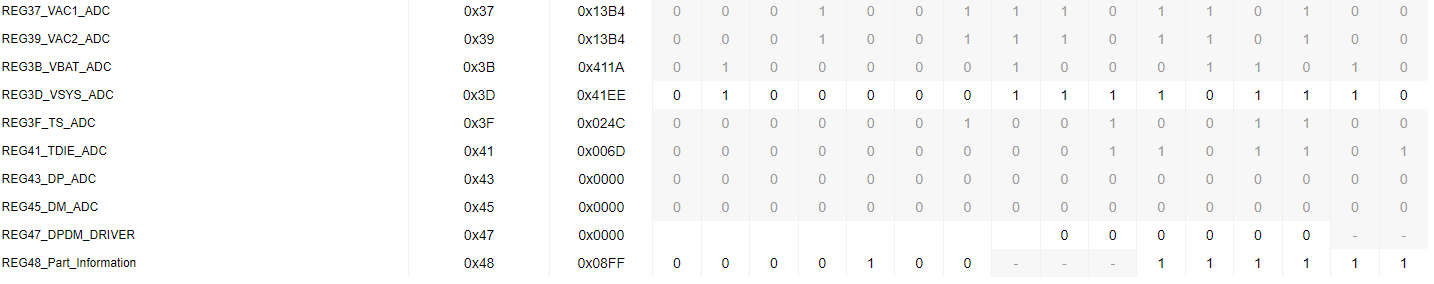 REG37_VAC1_ADC 0x37 0x13B4 0 0 0 1 0 0 1 1 1 0 1 1 0 1 0 0
REG39_VAC2_ADC 0x39 0x13B4 0 0 0 1 0 0 1 1 1 0 1 1 0 1 0 0
REG3B_VBAT_ADC 0x3B 0x411A 0 1 0 0 0 0 0 1 0 0 0 1 1 0 1 0
REG3D_VSYS_ADC 0x3D 0x41EE 0 1 0 0 0 0 0 1 1 1 1 0 1 1 1 0
REG3F_TS_ADC 0x3F 0x024C 0 0 0 0 0 0 1 0 0 1 0 0 1 1 0 0
REG41_TDIE_ADC 0x41 0x006D 0 0 0 0 0 0 0 0 0 1 1 0 1 1 0 1
REG43_DP_ADC 0x43 0x0000 0 0 0 0 0 0 0 0 0 0 0 0 0 0 0 0
REG45_DM_ADC 0x45 0x0000 0 0 0 0 0 0 0 0 0 0 0 0 0 0 0 0
REG47_DPDM_DRIVER 0x47 0x0000 0 0 0 0 0 0 - -
REG48_Part_Information 0x48 0x08FF 0 0 0 0 1 0 0 - - - 1 1 1 1 1 1